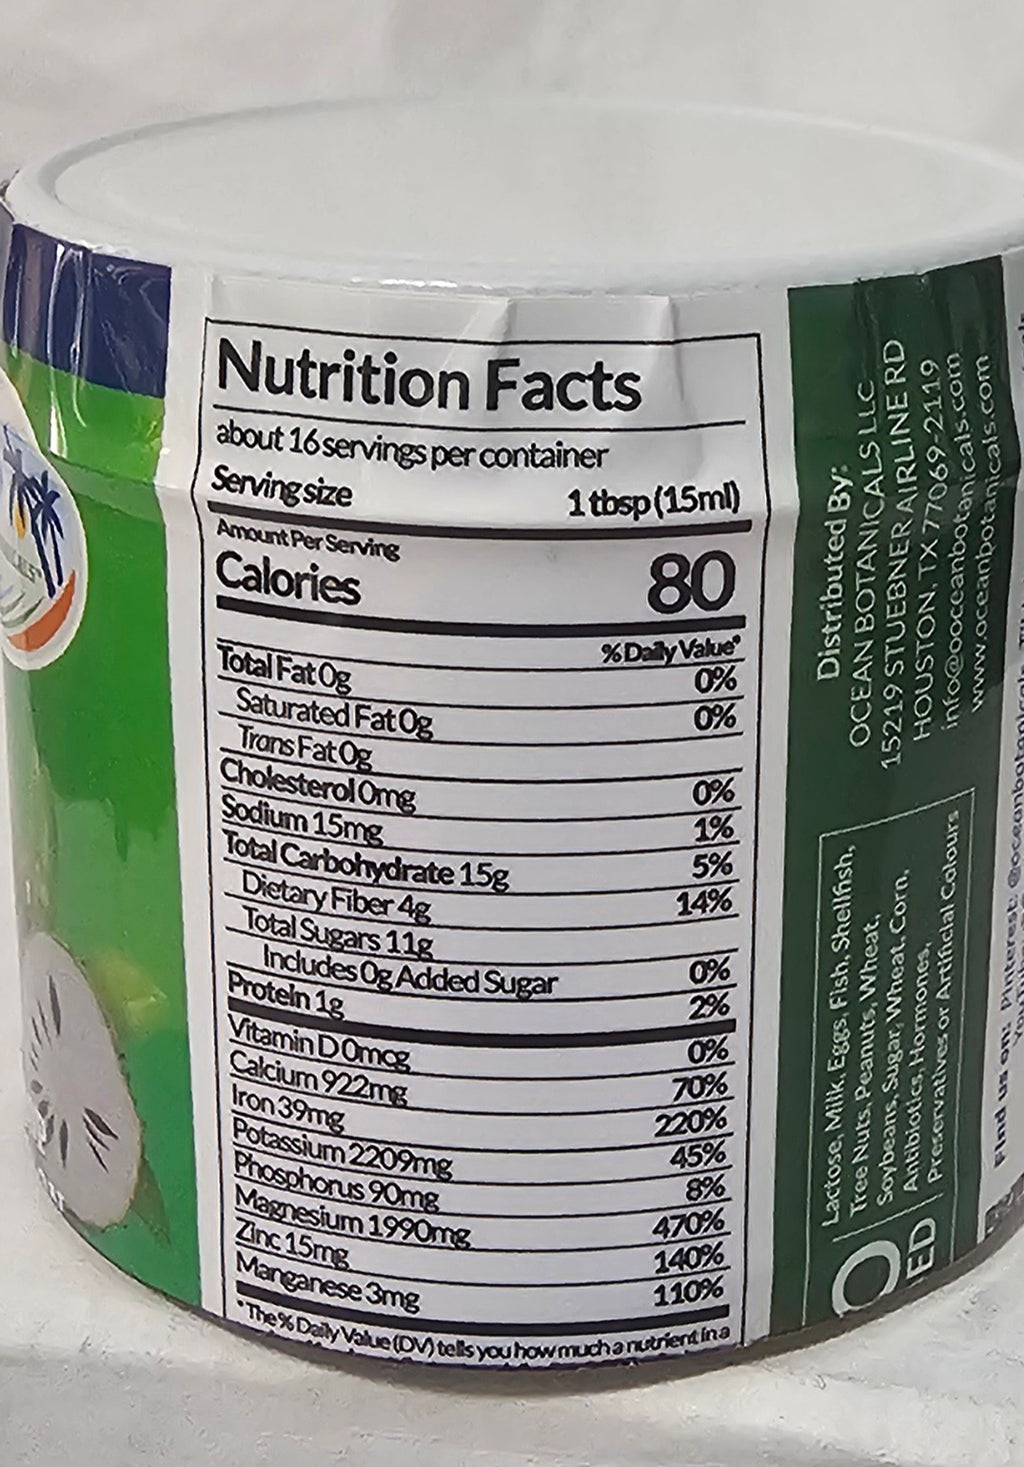 Nutrition Facts
about 16 servings per container
Serving size 1 tbsp (15ml)
Amount Per Serving
Calories 80
% Daily Value*
Total Fat 0g 0%
Saturated Fat 0g 0%
Trans Fat 0g
Cholesterol 0mg 0%
Sodium 15mg 1%
Total Carbohydrate 15g 5%
Dietary Fiber 4g 14%
Total Sugars 11g
Includes 0g Added Sugar 0%
Protein 1g 2%
Vitamin D 0mcg 0%
Calcium 922mg 70%
Iron 39mg 220%
Potassium 2209mg 45%
Phosphorus 90mg 8%
Magnesium 1990mg 470%
Zinc 15mg 140%
Manganese 3mg 110%
*The % Daily Value (DV) tells you how much a nutrient in a
Distributed By:
OCEAN BOTANICALS LLC
15219 STUEBNER AIRLINE RD
HOUSTON, TX 77069-2119
info@ooceanbotanicals.com
www.oceanbotanicals.com
O
ED
Lactose, Milk, Eggs, Fish, Shellfish,
Tree Nuts, Peanuts, Wheat,
Soybeans, Sugar, Wheat, Corn,
Antibiotics, Hormones,
Preservatives or Artificial Colours
Find us on: Pinterest: @oceanbotanicals